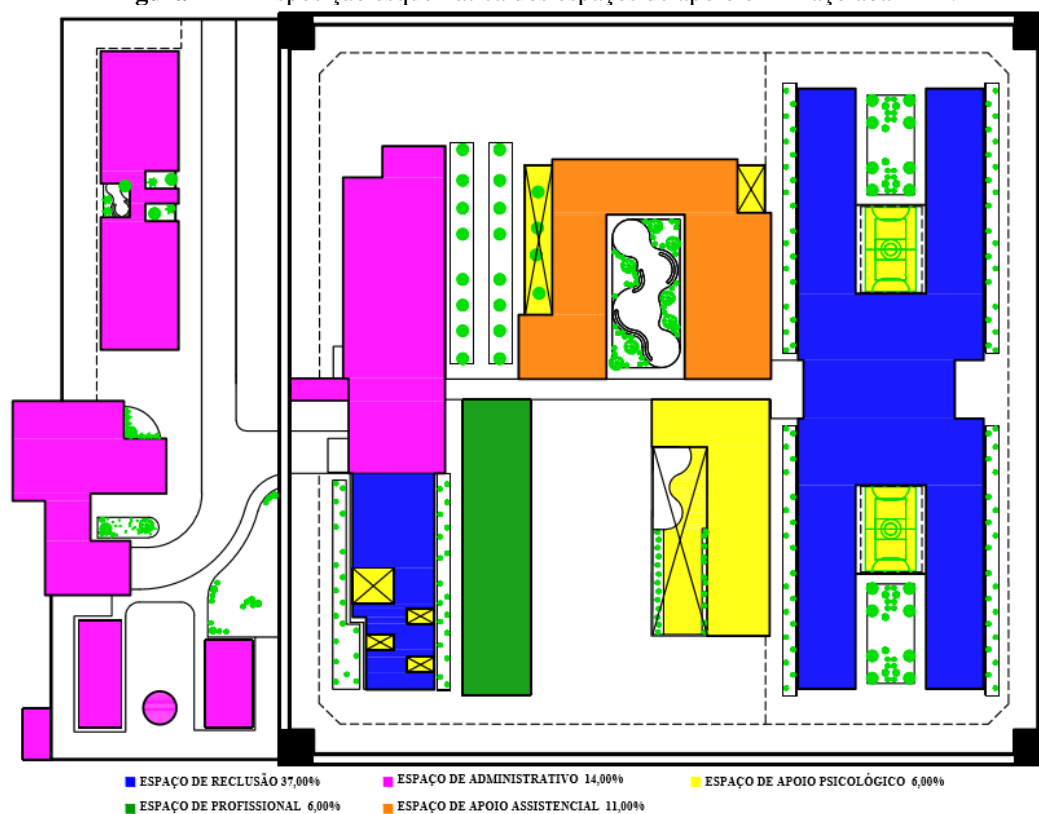 ESPAÇO DE RECLUSÃO 37,00% ESPAÇO DE ADMINISTRATIVO 14,00% ESPAÇO DE APOIO PSICOLÓGICO 6,00%
ESPAÇO DE PROFISSIONAL 6,00% ESPAÇO DE APOIO ASSISTENCIAL 11,00%